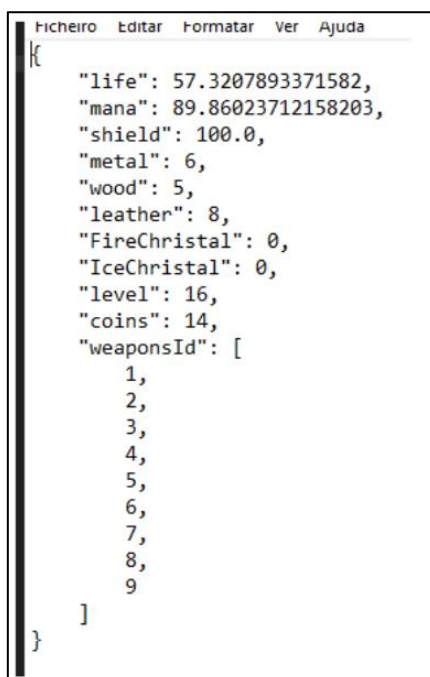 Ficheiro Editar Formatar Ver Ajuda
{
"life": 57.3207893371582,
"mana": 89.86023712158203,
"shield": 100.0,
"metal": 6,
"wood": 5,
"leather": 8,
"FireChristal": 0,
"IceChristal": 0,
"level": 16,
"coins": 14,
"weaponsId": [
1,
2,
3,
4,
5,
6,
7,
8,
9
]
}